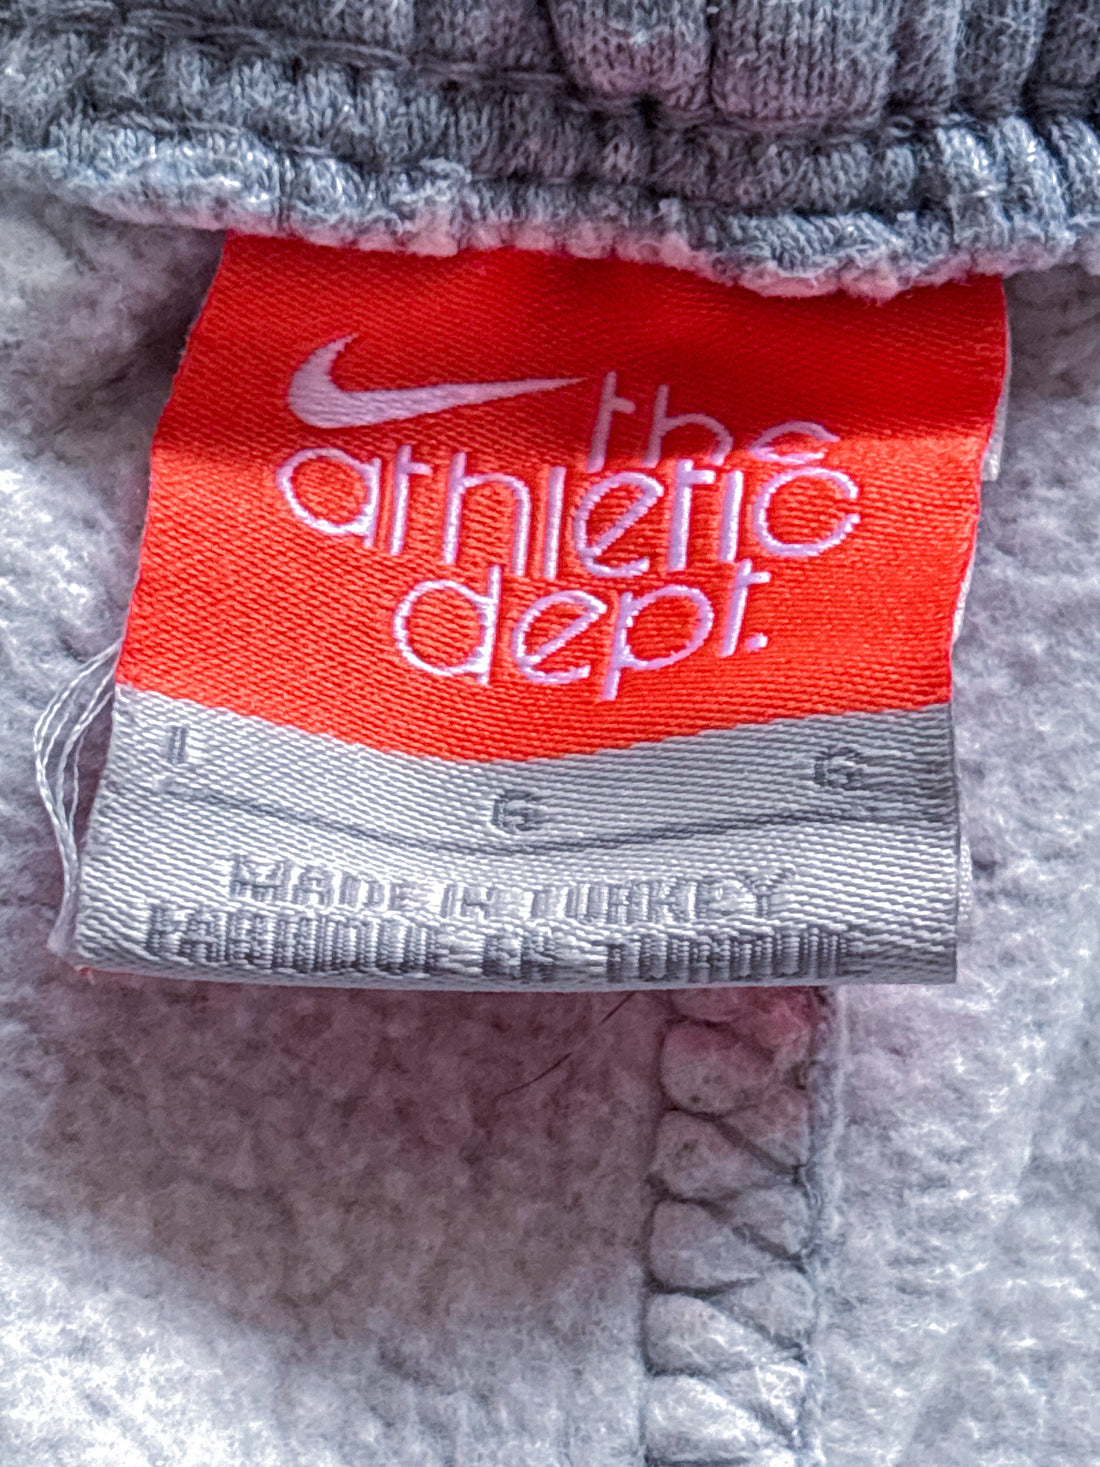 the
athletic
dept.
G
G
MADE IN TURKEY
FABRIQUE EN TURQUIE